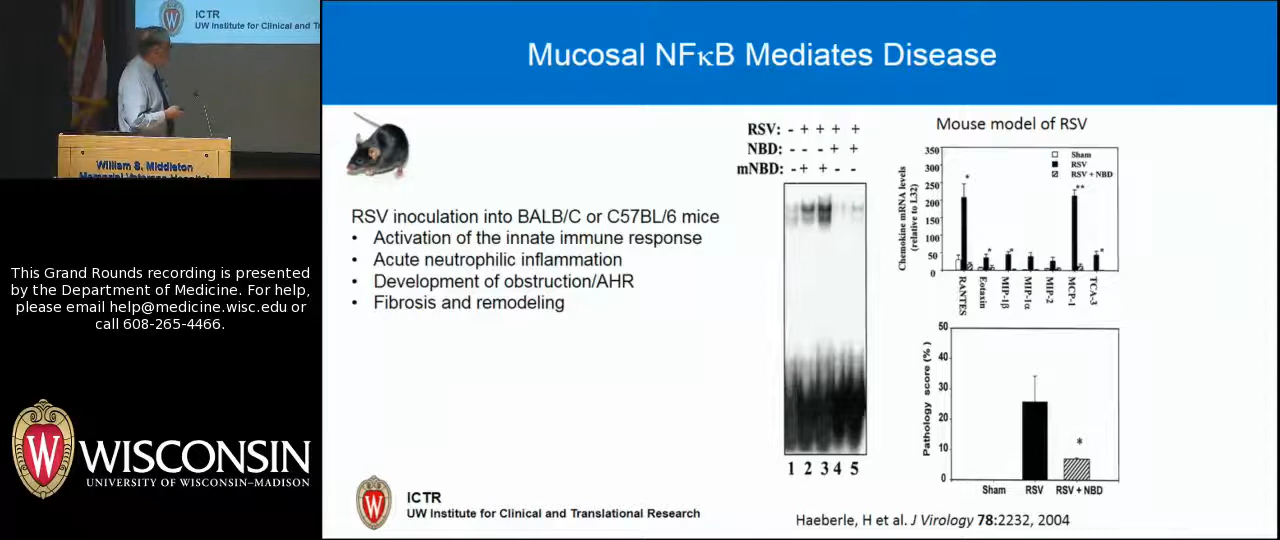 ICTR
UW Institute for Clinical and Tr
William S. Middleton
Memorial Veterans Hospital
This Grand Rounds recording is presented
by the Department of Medicine. For help,
please email help@medicine.wisc.edu or
call 608-265-4466.
W
WISCONSIN
UNIVERSITY OF WISCONSIN–MADISON
Mucosal NFκB Mediates Disease
RSV inoculation into BALB/C or C57BL/6 mice
• Activation of the innate immune response
• Acute neutrophilic inflammation
• Development of obstruction/AHR
• Fibrosis and remodeling
RSV: - + + + +
NBD: - - - + +
mNBD: - + + - -
1 2 3 4 5
Mouse model of RSV
Chemokine mRNA levels
(relative to L32)
350
300
250
200
150
100
50
0
Sham
RSV
RSV + NBD
*
*
*
**
*
RANTES
Eotaxin
MIP-1β
MIP-1α
MIP-2
MCP-1
TCA-3
Pathology score (%)
50
40
30
20
10
0
*
Sham RSV RSV + NBD
W
ICTR
UW Institute for Clinical and Translational Research
Haeberle, H et al. J Virology 78:2232, 2004